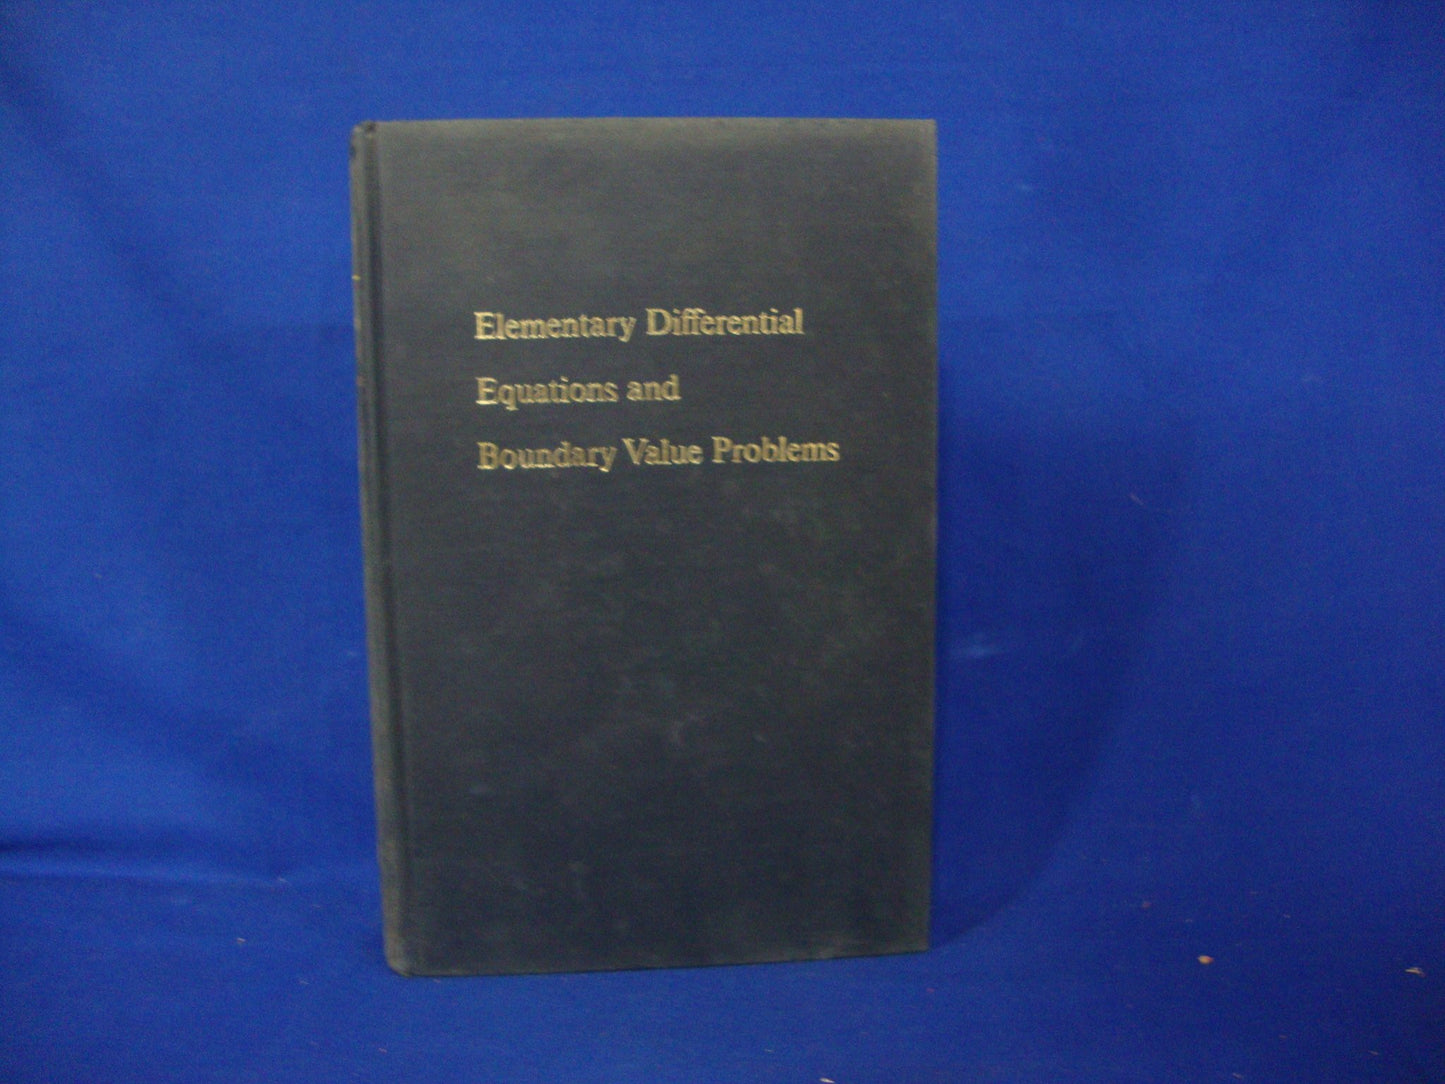 Elementary Differential
Equations and
Boundary Value Problems